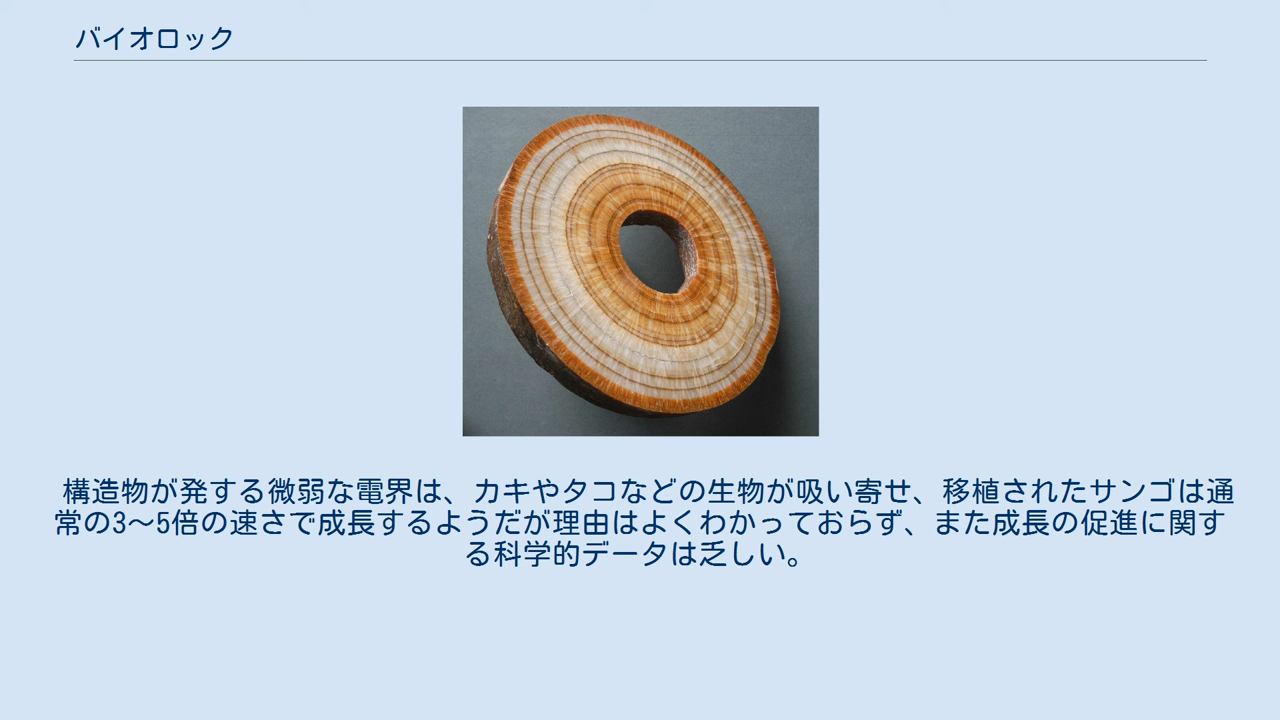 バイオロック
構造物が発する微弱な電界は、カキやタコなどの生物が吸い寄せ、移植されたサンゴは通
常の3〜5倍の速さで成長するようだが理由はよくわかっておらず、また成長の促進に関す
る科学的データは乏しい。